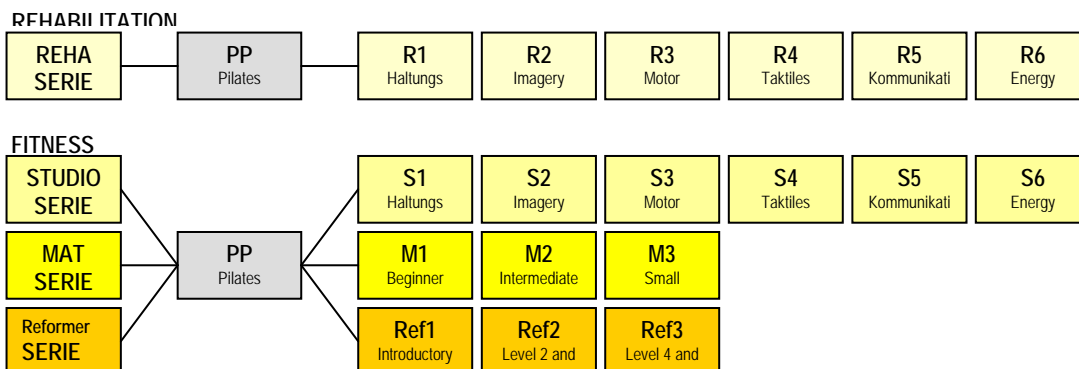 REHABILITATION
REHA SERIE
PP
Pilates
R1
Haltungs
R2
Imagery
R3
Motor
R4
Taktiles
R5
Kommunikati
R6
Energy
FITNESS
STUDIO SERIE
S1
Haltungs
S2
Imagery
S3
Motor
S4
Taktiles
S5
Kommunikati
S6
Energy
MAT SERIE
PP
Pilates
M1
Beginner
M2
Intermediate
M3
Small
Reformer SERIE
Ref1
Introductory
Ref2
Level 2 and
Ref3
Level 4 and